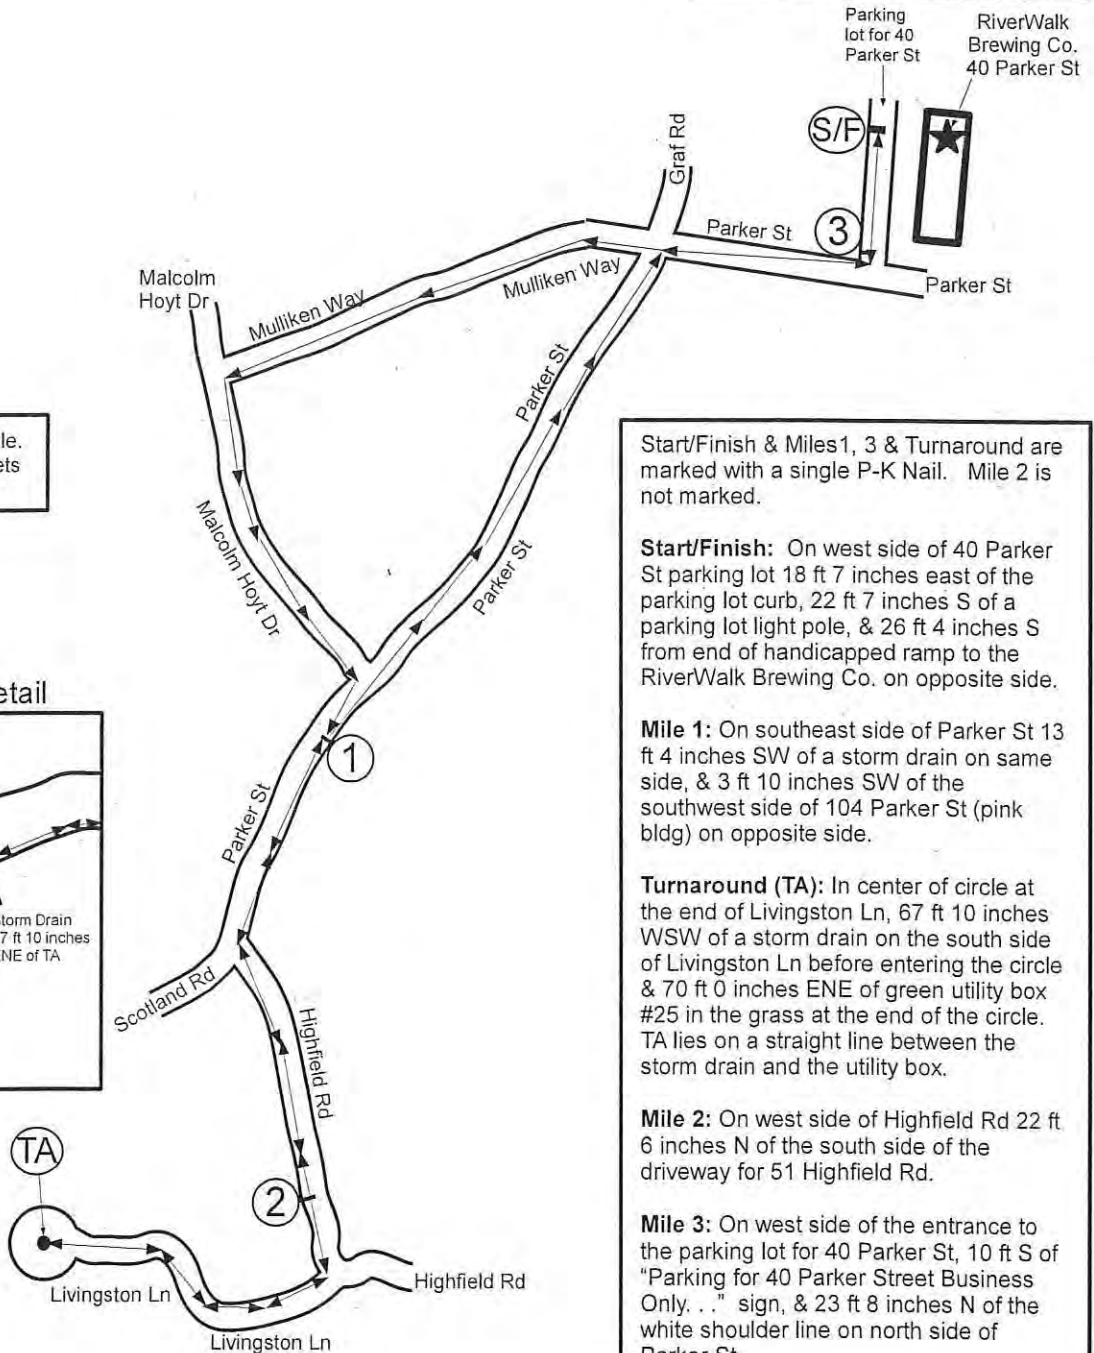 Parking
lot for 40
Parker St
RiverWalk
Brewing Co.
40 Parker St
S/F
Graf Rd
Parker St
3
Parker St
Malcolm
Hoyt Dr
Mulliken Way
Mulliken Way
Parker St
Malcolm Hoyt Dr
Parker St
1
Parker St
Scotland Rd
Highfield Rd
TA
2
Livingston Ln
Highfield Rd
Livingston Ln
le.
ets
etail
torm Drain
7 ft 10 inches
NE of TA
Start/Finish & Miles1, 3 & Turnaround are
marked with a single P-K Nail. Mile 2 is
not marked.
Start/Finish: On west side of 40 Parker
St parking lot 18 ft 7 inches east of the
parking lot curb, 22 ft 7 inches S of a
parking lot light pole, & 26 ft 4 inches S
from end of handicapped ramp to the
RiverWalk Brewing Co. on opposite side.
Mile 1: On southeast side of Parker St 13
ft 4 inches SW of a storm drain on same
side, & 3 ft 10 inches SW of the
southwest side of 104 Parker St (pink
bldg) on opposite side.
Turnaround (TA): In center of circle at
the end of Livingston Ln, 67 ft 10 inches
WSW of a storm drain on the south side
of Livingston Ln before entering the circle
& 70 ft 0 inches ENE of green utility box
#25 in the grass at the end of the circle.
TA lies on a straight line between the
storm drain and the utility box.
Mile 2: On west side of Highfield Rd 22 ft
6 inches N of the south side of the
driveway for 51 Highfield Rd.
Mile 3: On west side of the entrance to
the parking lot for 40 Parker St, 10 ft S of
"Parking for 40 Parker Street Business
Only. . ." sign, & 23 ft 8 inches N of the
white shoulder line on north side of
Parker St